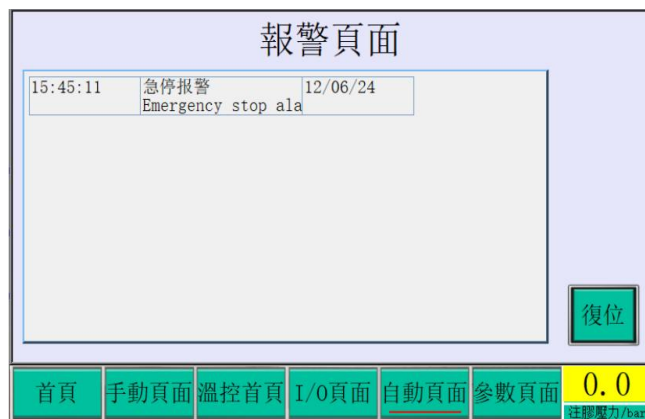 報警頁面
15:45:11 急停报警 12/06/24
Emergency stop ala
復位
首頁 手動頁面 溫控首頁 I/O頁面 自動頁面 參數頁面 0.0
注膠壓力/bar